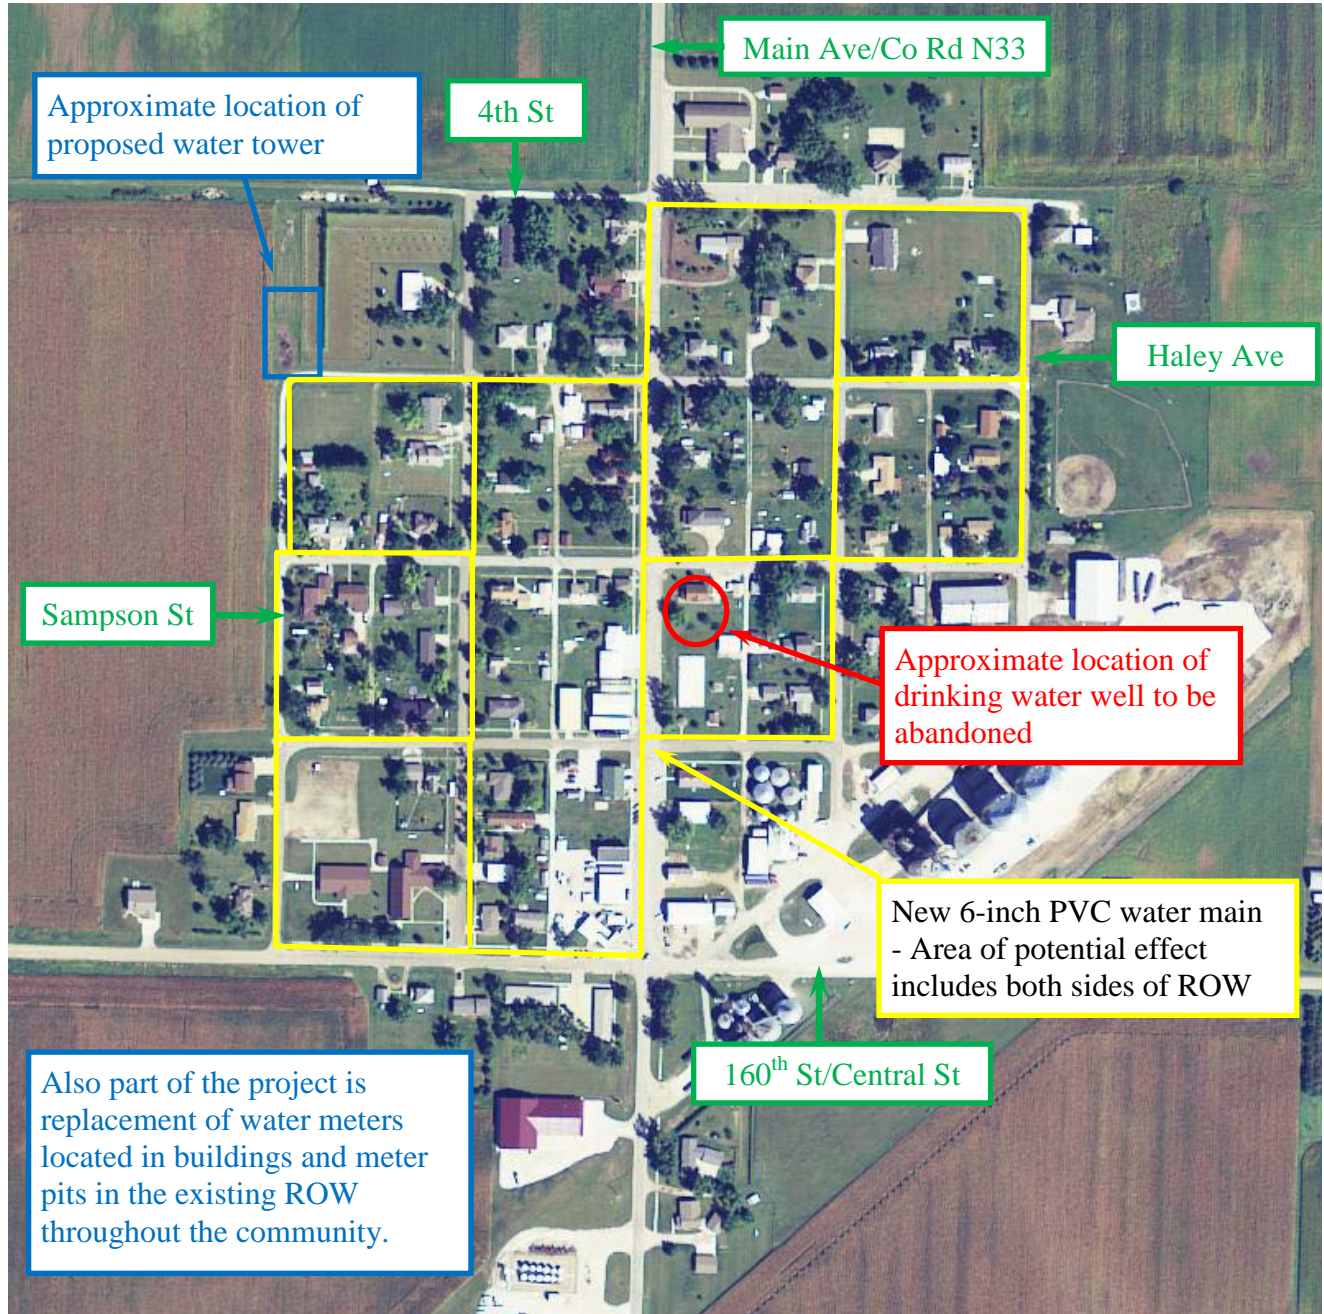 Main Ave/Co Rd N33
Approximate location of
proposed water tower
4th St
Haley Ave
Sampson St
Approximate location of
drinking water well to be
abandoned
New 6-inch PVC water main
- Area of potential effect
includes both sides of ROW
160th St/Central St
Also part of the project is
replacement of water meters
located in buildings and meter
pits in the existing ROW
throughout the community.